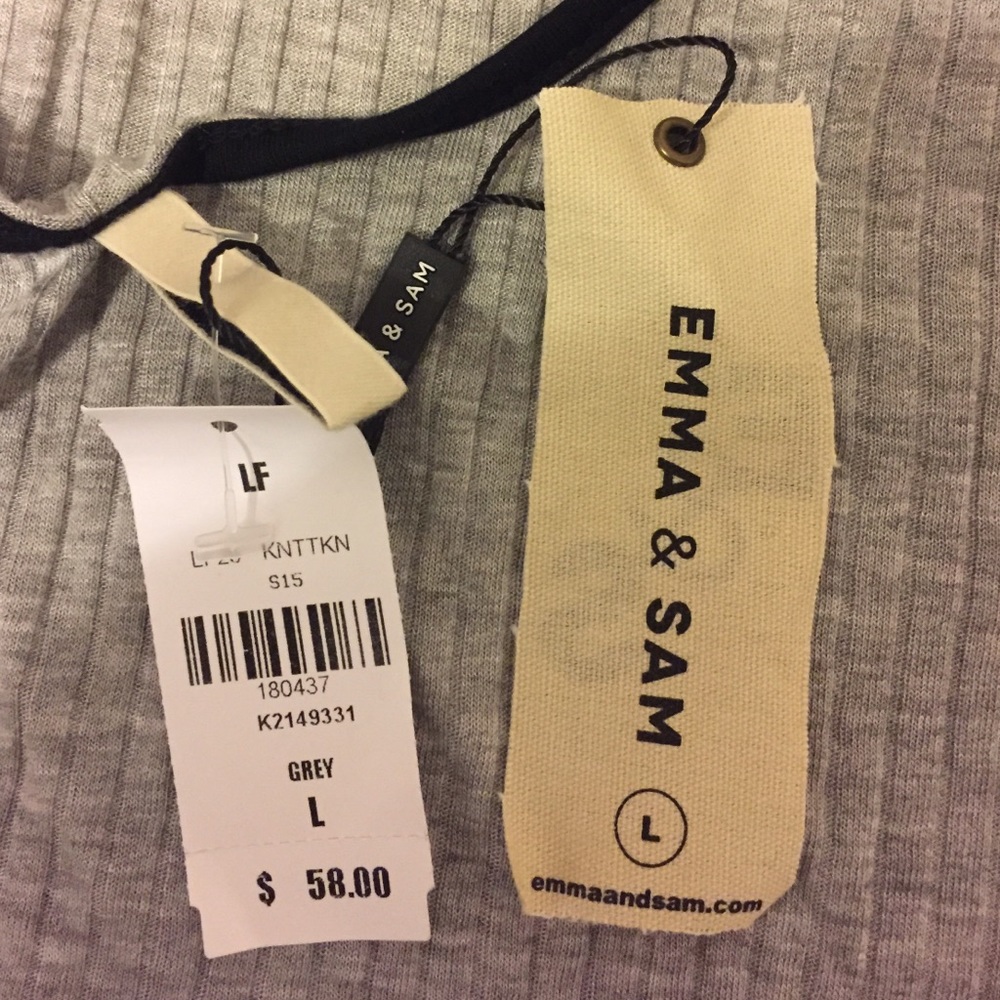 LF
KNTTKN
S15
180437
K2149331
GREY
L
$ 58.00
& SAM
EMMA & SAM
L
emmaandsam.com